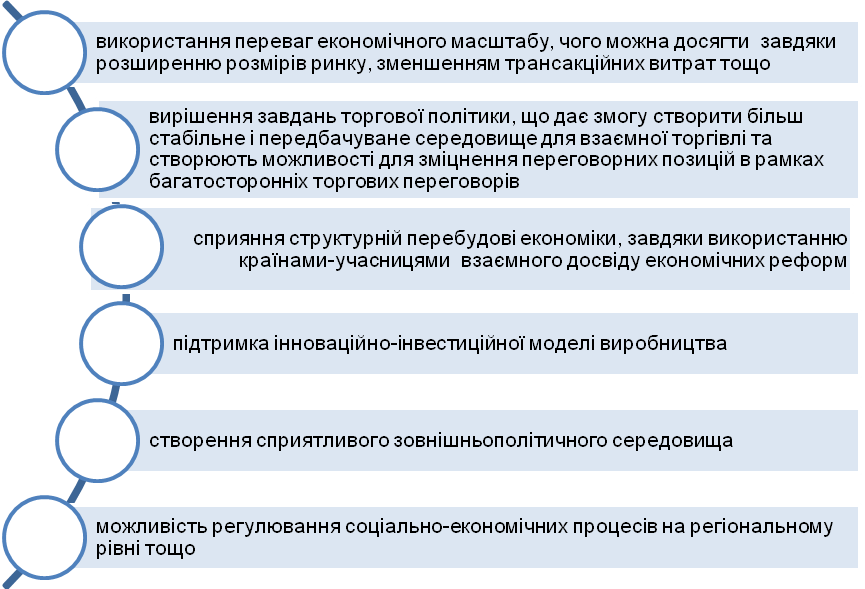 використання переваг економічного масштабу, чого можна досягти  завдяки
розширенню розмірів ринку, зменшенням трансакційних витрат тощо
вирішення завдань торгової політики, що дає змогу створити більш
стабільне і передбачуване середовище для взаємної торгівлі та
створюють можливості для зміцнення переговорних позицій в рамках
багатосторонніх торгових переговорів
сприяння структурній перебудові економіки, завдяки використанню
країнами-учасницями  взаємного досвіду економічних реформ
підтримка інноваційно-інвестиційної моделі виробництва
створення сприятливого зовнішньополітичного середовища
можливість регулювання соціально-економічних процесів на регіональному
рівні тощо